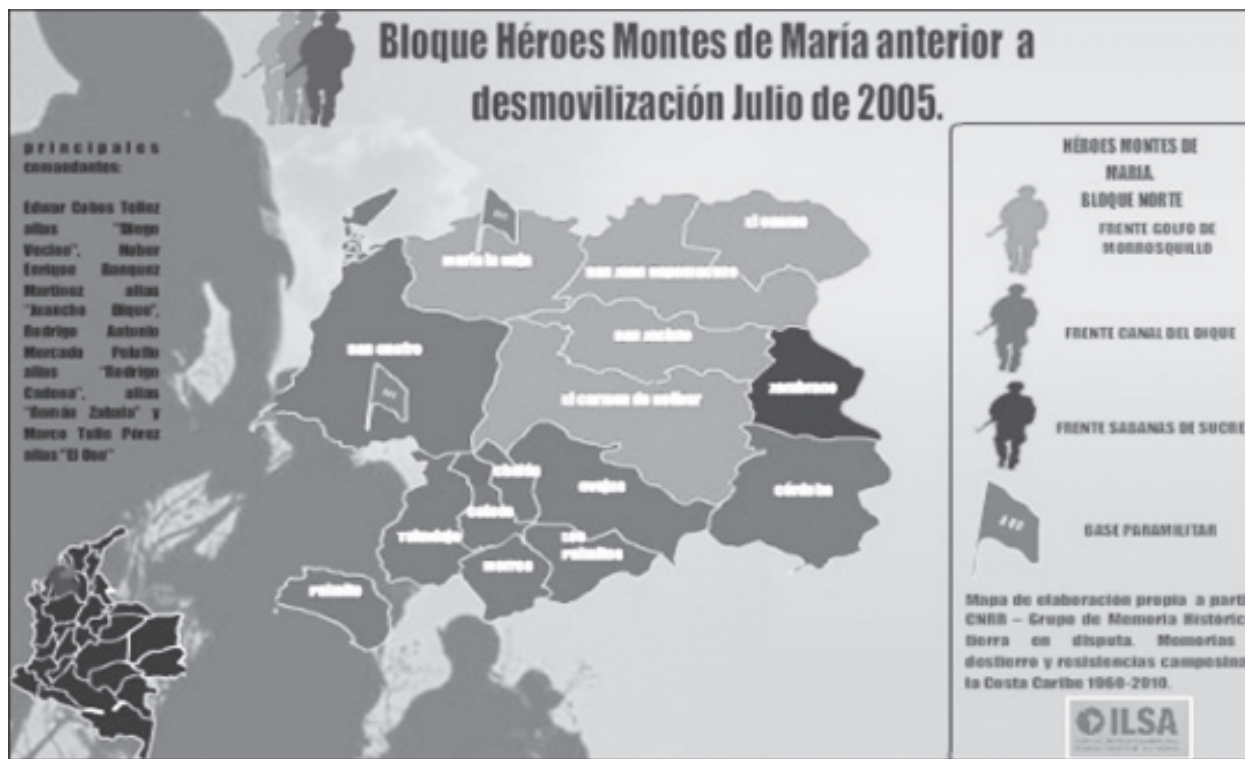 Bloque Héroes Montes de María anterior a
desmovilización Julio de 2005.
principales
comandantes:
Edwar Cobos Tellez
alias "Diego
Vecino", Huber
Enrique Banquez
Martinez alias
"Juancho Dique",
Rodrigo Antonio
Mercado Peluffo
alias "Rodrigo
Cadena", alias
"Román Zabala" y
Marco Tulio Pérez
alias "El Oso"
El Guamo
María la Baja
San Juan Nepomuceno
San Jacinto
San Onofre
Zambrano
El Carmen de Bolívar
Chalán
Ovejas
Córdoba
Colosó
Toluviejo
Los
Palmitos
Morroa
Palmito
HÉROES MONTES DE
MARIA.
BLOQUE NORTE
FRENTE GOLFO DE
MORROSQUILLO
FRENTE CANAL DEL DIQUE
FRENTE SABANAS DE SUCRE
BASE PARAMILITAR
Mapa de elaboración propia a parti
CNRR – Grupo de Memoria Históric
tierra en disputa. Memorias
destierro y resistencias campesina
la Costa Caribe 1960-2010.
ILSA